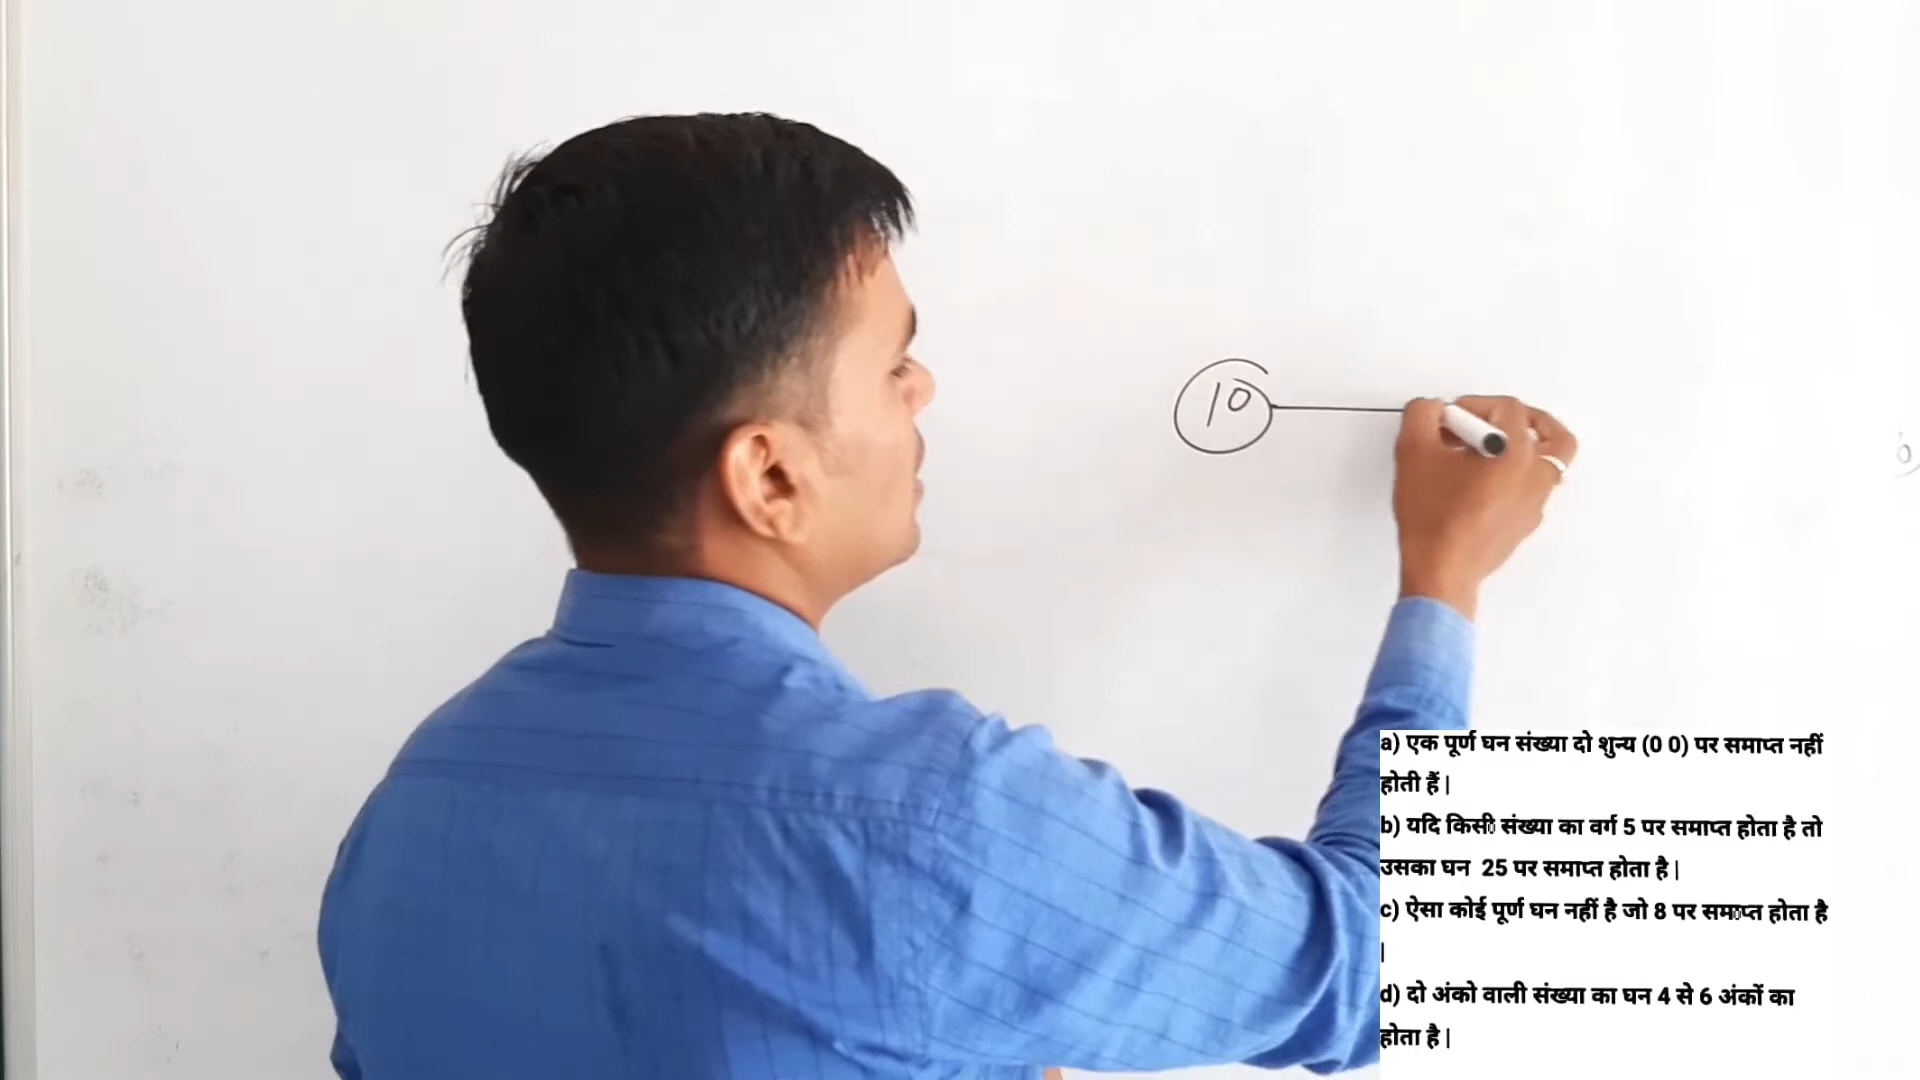 10
a) एक पूर्ण घन संख्या दो शुन्य (0 0) पर समाप्त नहीं
होती हैं |
b) यदि किसी संख्या का वर्ग 5 पर समाप्त होता है तो
उसका घन 25 पर समाप्त होता है |
c) ऐसा कोई पूर्ण घन नहीं है जो 8 पर समाप्त होता है
|
d) दो अंको वाली संख्या का घन 4 से 6 अंकों का
होता है |